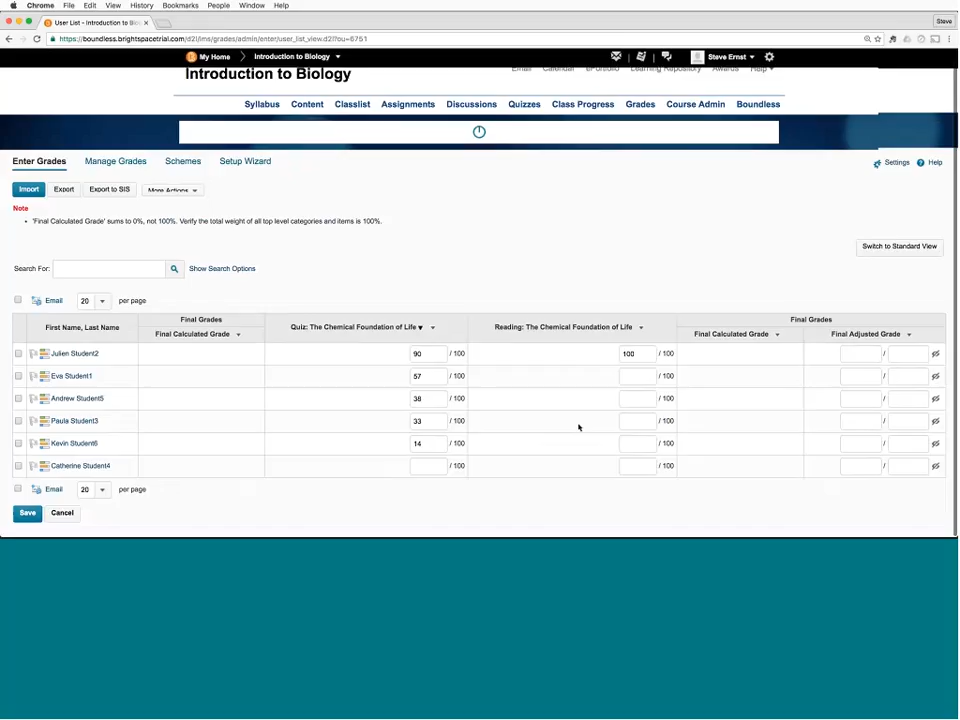 Chrome File Edit View History Bookmarks People Window Help
User List - Introduction to Bio
Steve
https://boundless.brightspacetrial.com/d2l/lms/grades/admin/enter/user_list_view.d2l?ou=6751
My Home Introduction to Biology Steve Ernst
Introduction to Biology Email Calendar ePortfolio Learning Repository Awards Help
Syllabus Content Classlist Assignments Discussions Quizzes Class Progress Grades Course Admin Boundless
Enter Grades Manage Grades Schemes Setup Wizard Settings Help
Import Export Export to SIS More Actions
Note
'Final Calculated Grade' sums to 0%, not 100%. Verify the total weight of all top level categories and items is 100%.
Switch to Standard View
Search For: Show Search Options
Email 20 per page
First Name, Last Name Final Grades Quiz: The Chemical Foundation of Life Reading: The Chemical Foundation of Life Final Grades
Final Calculated Grade Final Calculated Grade Final Adjusted Grade
Julien Student2 90 / 100 100 / 100 /
Eva Student1 57 / 100 / 100 /
Andrew Student5 38 / 100 / 100 /
Paula Student3 33 / 100 / 100 /
Kevin Student6 14 / 100 / 100 /
Catherine Student4 / 100 / 100 /
Email 20 per page
Save Cancel